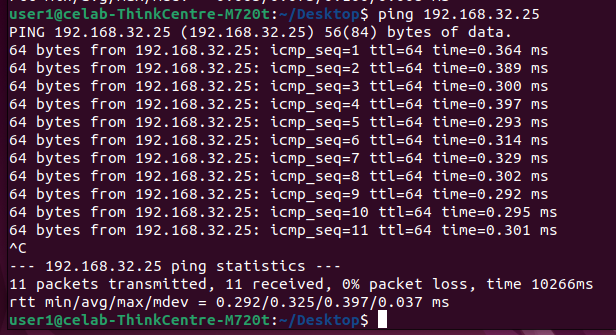 user1@celab-ThinkCentre-M720t:~/Desktop$ ping 192.168.32.25
PING 192.168.32.25 (192.168.32.25) 56(84) bytes of data.
64 bytes from 192.168.32.25: icmp_seq=1 ttl=64 time=0.364 ms
64 bytes from 192.168.32.25: icmp_seq=2 ttl=64 time=0.389 ms
64 bytes from 192.168.32.25: icmp_seq=3 ttl=64 time=0.300 ms
64 bytes from 192.168.32.25: icmp_seq=4 ttl=64 time=0.397 ms
64 bytes from 192.168.32.25: icmp_seq=5 ttl=64 time=0.293 ms
64 bytes from 192.168.32.25: icmp_seq=6 ttl=64 time=0.314 ms
64 bytes from 192.168.32.25: icmp_seq=7 ttl=64 time=0.329 ms
64 bytes from 192.168.32.25: icmp_seq=8 ttl=64 time=0.302 ms
64 bytes from 192.168.32.25: icmp_seq=9 ttl=64 time=0.292 ms
64 bytes from 192.168.32.25: icmp_seq=10 ttl=64 time=0.295 ms
64 bytes from 192.168.32.25: icmp_seq=11 ttl=64 time=0.301 ms
^C
--- 192.168.32.25 ping statistics ---
11 packets transmitted, 11 received, 0% packet loss, time 10266ms
rtt min/avg/max/mdev = 0.292/0.325/0.397/0.037 ms
user1@celab-ThinkCentre-M720t:~/Desktop$